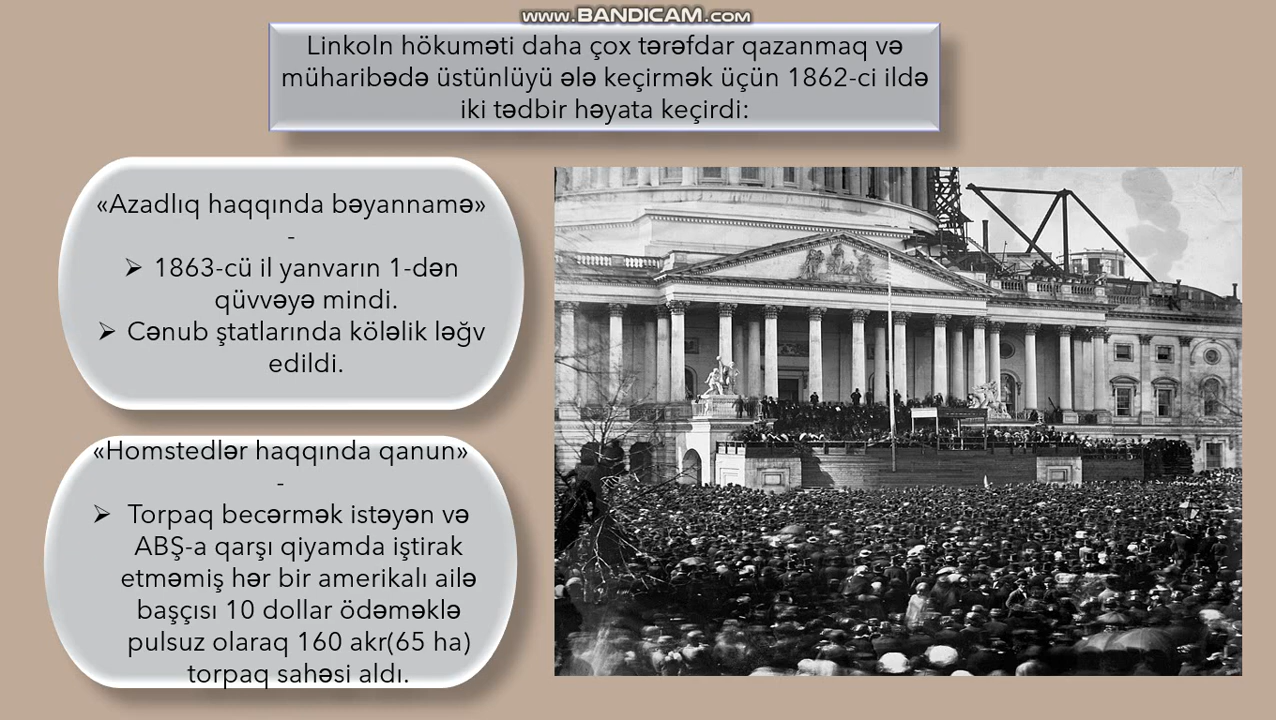 www.BANDICAM.com
Linkoln hökuməti daha çox tərəfdar qazanmaq və
müharibədə üstünlüyü ələ keçirmək üçün 1862-ci ildə
iki tədbir həyata keçirdi:
«Azadlıq haqqında bəyannamə»
-
➢ 1863-cü il yanvarın 1-dən
qüvvəyə mindi.
➢ Cənub ştatlarında köləlik ləğv
edildi.
«Homstedlər haqqında qanun»
-
➢ Torpaq becərmək istəyən və
ABŞ-a qarşı qiyamda iştirak
etməmiş hər bir amerikalı ailə
başçısı 10 dollar ödəməklə
pulsuz olaraq 160 akr(65 ha)
torpaq sahəsi aldı.